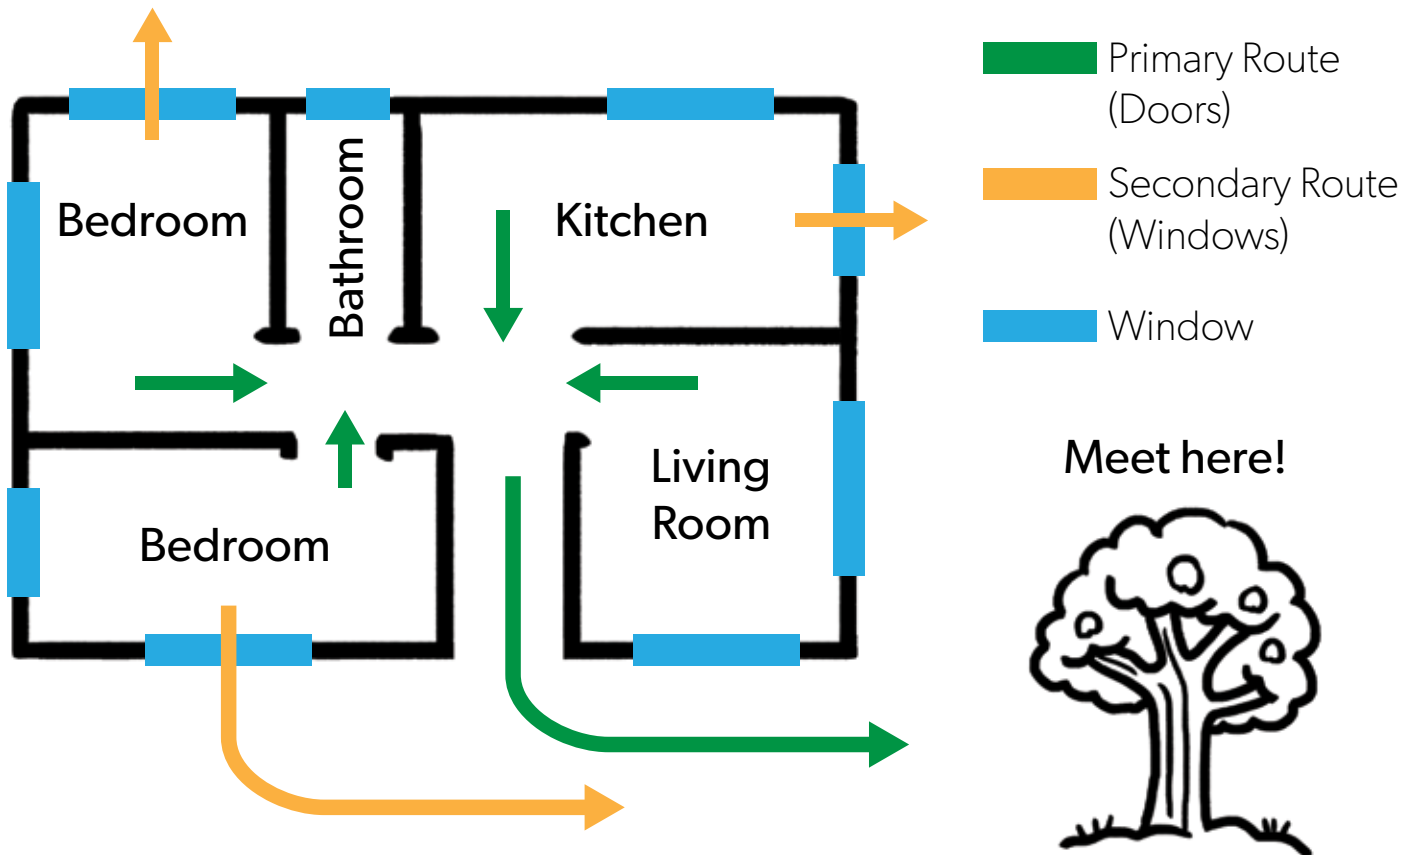 Bedroom
Bathroom
Kitchen
Living
Room
Bedroom
Primary Route
(Doors)
Secondary Route
(Windows)
Window
Meet here!